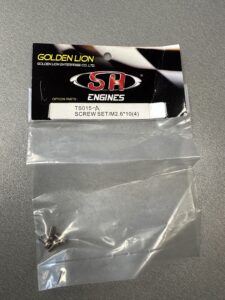 GOLDEN LION
GOLDEN LION ENTERPRISE CO., LTD.
SH
ENGINES
OPTION PARTS
TS015-A
SCREW SET/M2.6*10(4)